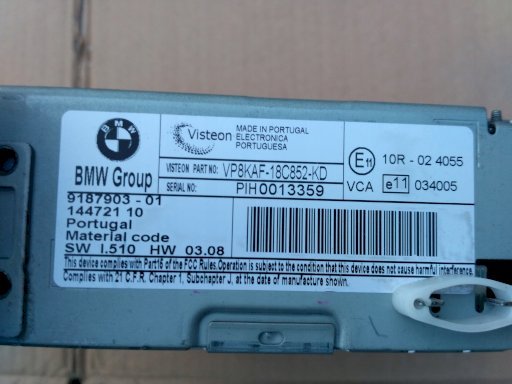 BMW
BMW Group
Visteon
MADE IN PORTUGAL
ELECTRONICA
PORTUGUESA
VISTEON PART NO: VP8KAF-18C852-KD
SERIAL NO: PIH0013359
E11 10R - 02 4055
VCA e11 034005
9187903 - 01
144721 10
Portugal
Material code
SW I.510 HW 03.08
This device complies with Part15 of the FCC Rules.Operation is subject to the condition that this device does not cause harmful interference.
Complies with 21 C.F.R. Chapter 1, Subchapter J, at the date of manufacture shown.